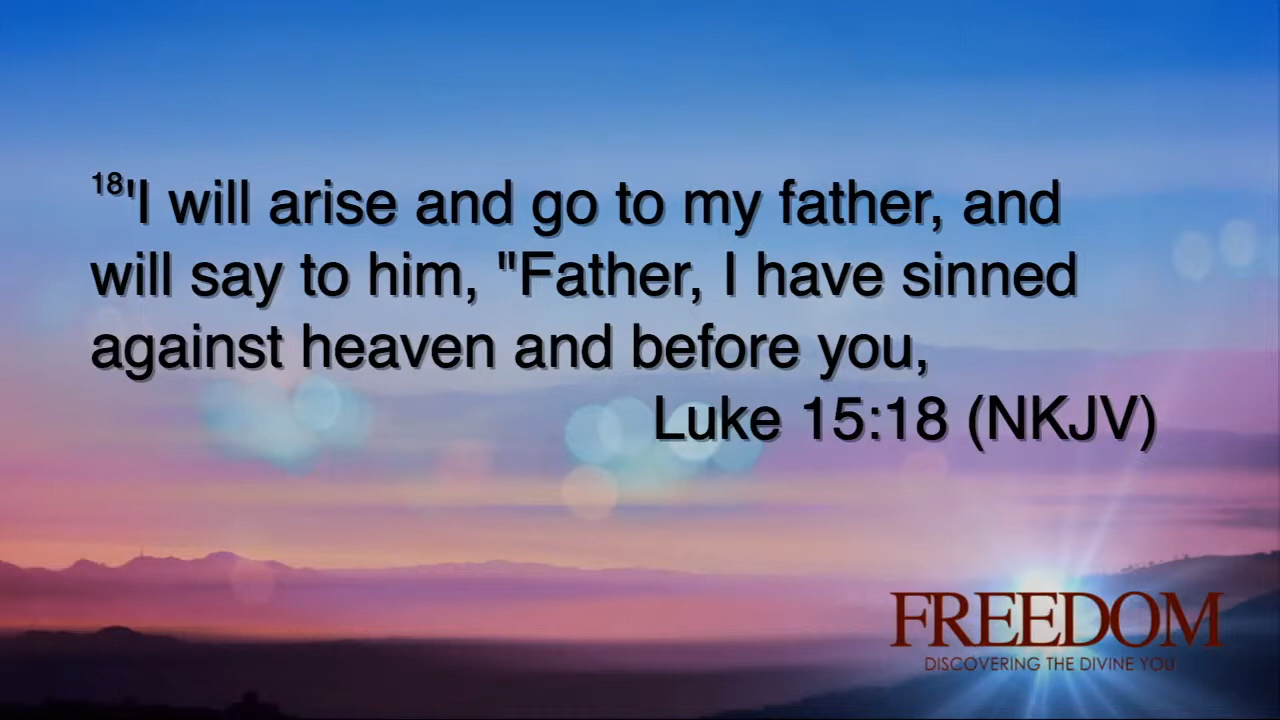 18'I will arise and go to my father, and
will say to him, "Father, I have sinned
against heaven and before you,
Luke 15:18 (NKJV)
FREEDOM
DISCOVERING THE DIVINE YOU